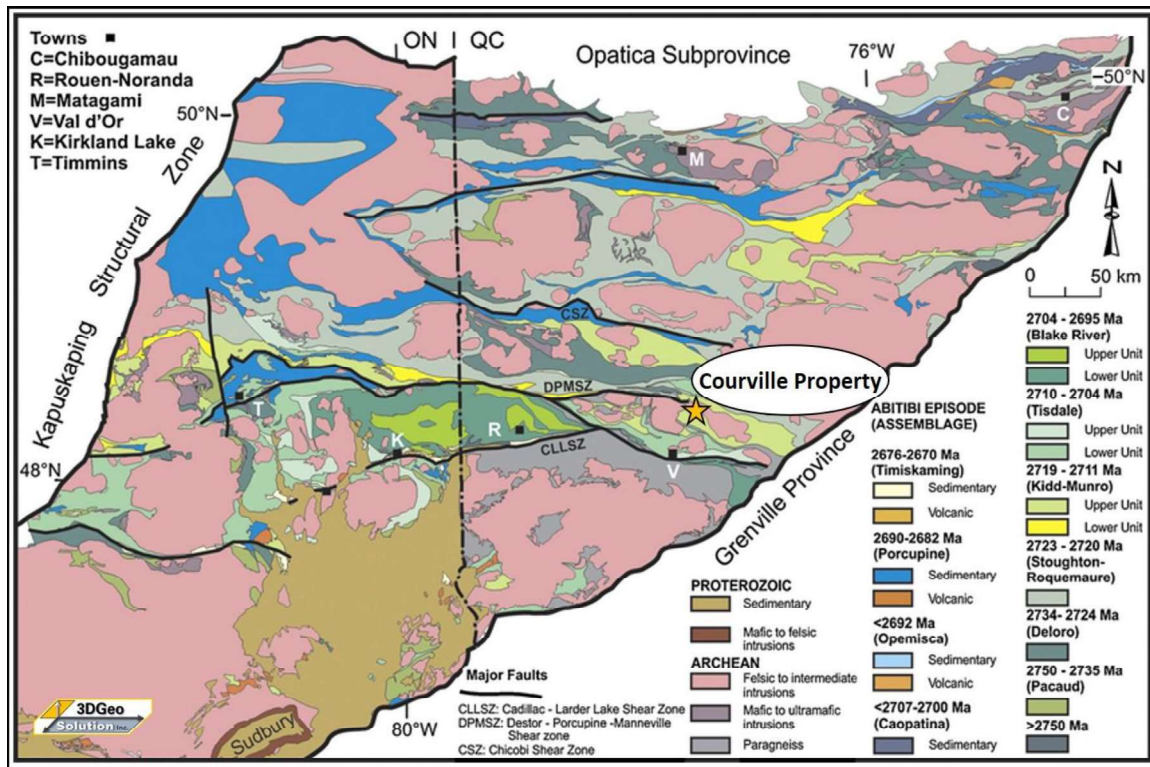 Towns ■
C=Chibougamau
R=Rouen-Noranda
M=Matagami
V=Val d'Or
K=Kirkland Lake
T=Timmins
ON
QC
Opatica Subprovince
76°W
50°N
50°N
C
M
Kapuskaping Structural Zone
N
0 50 km
CSZ
DPMSZ
Courville Property
T
K
R
CLLSZ
V
48°N
Grenville Province
80°W
Sudbury
3DGeo
Solution Inc.
Major Faults
CLLSZ: Cadillac - Larder Lake Shear Zone
DPMSZ: Destor - Porcupine -Manneville
Shear zone
CSZ: Chicobi Shear Zone
PROTEROZOIC
Sedimentary
Mafic to felsic
intrusions
ARCHEAN
Felsic to intermediate
intrusions
Mafic to ultramafic
intrusions
Paragneiss
ABITIBI EPISODE
(ASSEMBLAGE)
2676-2670 Ma
(Timiskaming)
Sedimentary
Volcanic
2690-2682 Ma
(Porcupine)
Sedimentary
Volcanic
<2692 Ma
(Opemisca)
Sedimentary
Volcanic
<2707-2700 Ma
(Caopatina)
Sedimentary
2704 - 2695 Ma
(Blake River)
Upper Unit
Lower Unit
2710 - 2704 Ma
(Tisdale)
Upper Unit
Lower Unit
2719 - 2711 Ma
(Kidd-Munro)
Upper Unit
Lower Unit
2723 - 2720 Ma
(Stoughton-
Roquemaure)
2734- 2724 Ma
(Deloro)
2750 - 2735 Ma
(Pacaud)
>2750 Ma